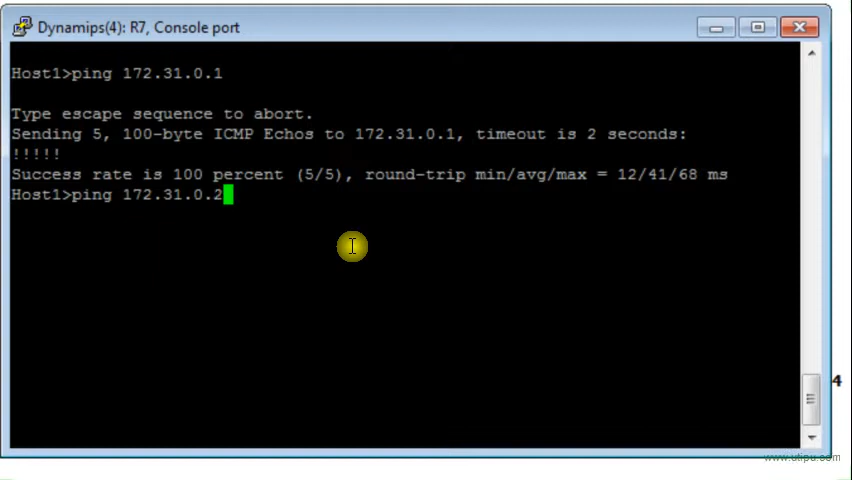 Dynamips(4): R7, Console port
Host1>ping 172.31.0.1
Type escape sequence to abort.
Sending 5, 100-byte ICMP Echos to 172.31.0.1, timeout is 2 seconds:
!!!!!
Success rate is 100 percent (5/5), round-trip min/avg/max = 12/41/68 ms
Host1>ping 172.31.0.2
4
www.utipu.com